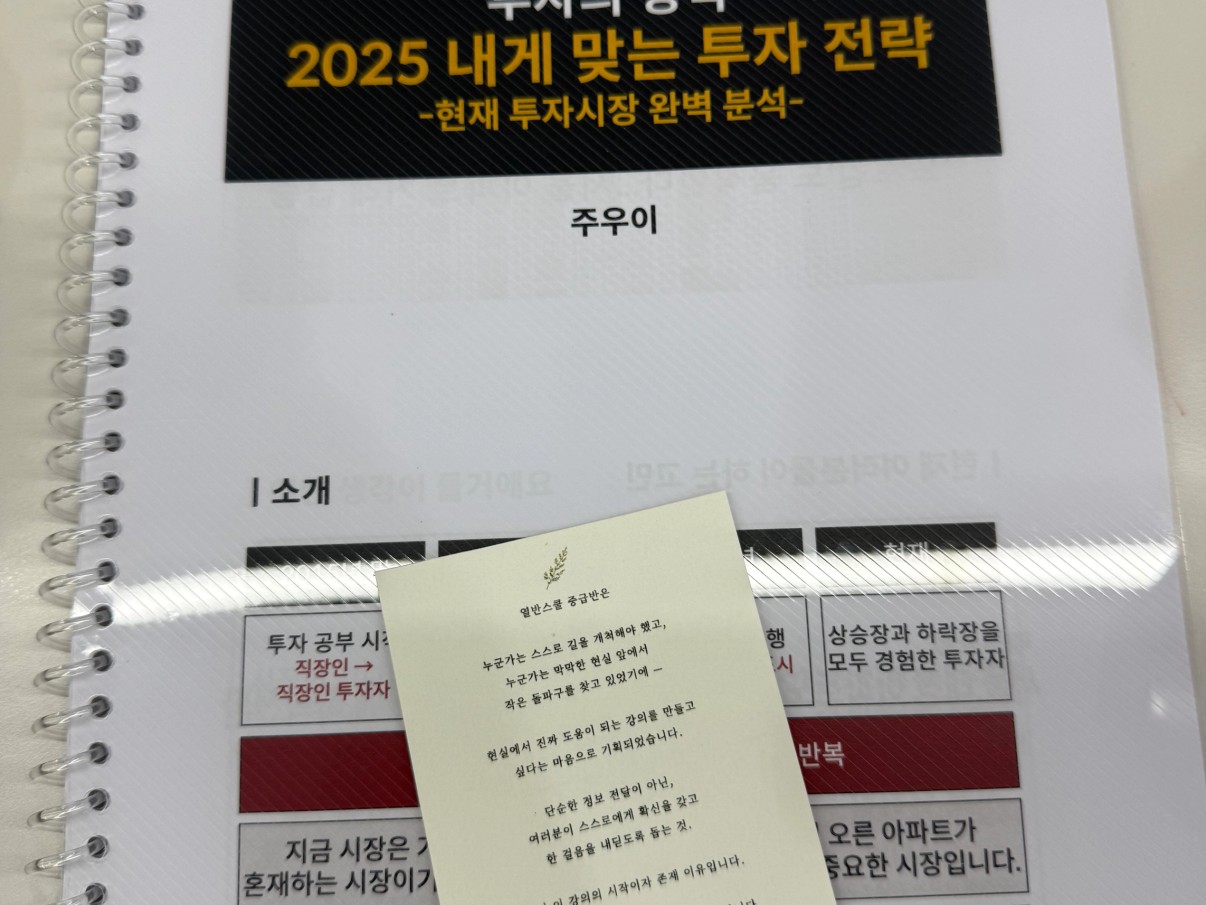 2025 내게 맞는 투자 전략
-현재 투자시장 완벽 분석-
주우이
| 소개
현재
투자 공부 시작
직장인 →
직장인 투자자
행
상승장과 하락장을
모두 경험한 투자자
반복
지금 시장은
혼재하는 시장이
오른 아파트가
중요한 시장입니다.
열반스쿨 중급반은
누군가는 스스로 길을 개척해야 했고,
누군가는 막막한 현실 앞에서
작은 돌파구를 찾고 있었기에 —
현실에서 진짜 도움이 되는 강의를 만들고
싶다는 마음으로 기획되었습니다.
단순한 정보 전달이 아닌,
여러분이 스스로에게 확신을 갖고
한 걸음을 내딛도록 돕는 것.
강의의 시작이자 존재 이유입니다.